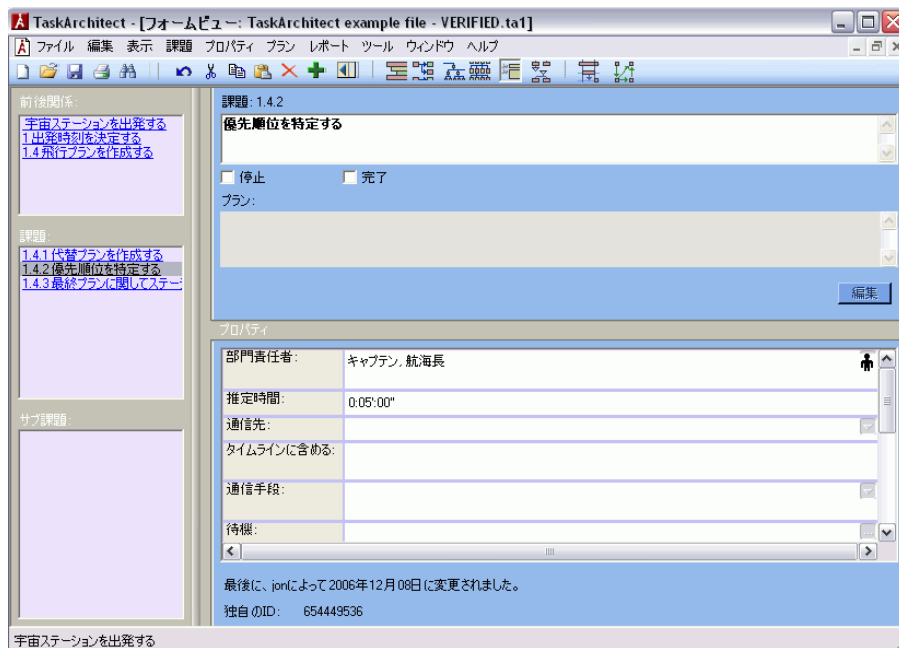 TaskArchitect - [フォームビュー: TaskArchitect example file - VERIFIED.ta1]
ファイル 編集 表示 課題 プロパティ プラン レポート ツール ウィンドウ ヘルプ
前後関係:
宇宙ステーションを出発する
1 出発時刻を決定する
1.4 飛行プランを作成する
課題:
1.4.1 代替プランを作成する
1.4.2 優先順位を特定する
1.4.3 最終プランに関してステー
サブ課題:
課題: 1.4.2
優先順位を特定する
停止 完了
プラン:
編集
プロパティ
部門責任者: キャプテン, 航海長
推定時間: 0:05':00"
通信先:
タイムラインに含める:
通信手段:
待機:
最後に、jonによって2006年12月08日に変更されました。
独自のID: 654449536
宇宙ステーションを出発する